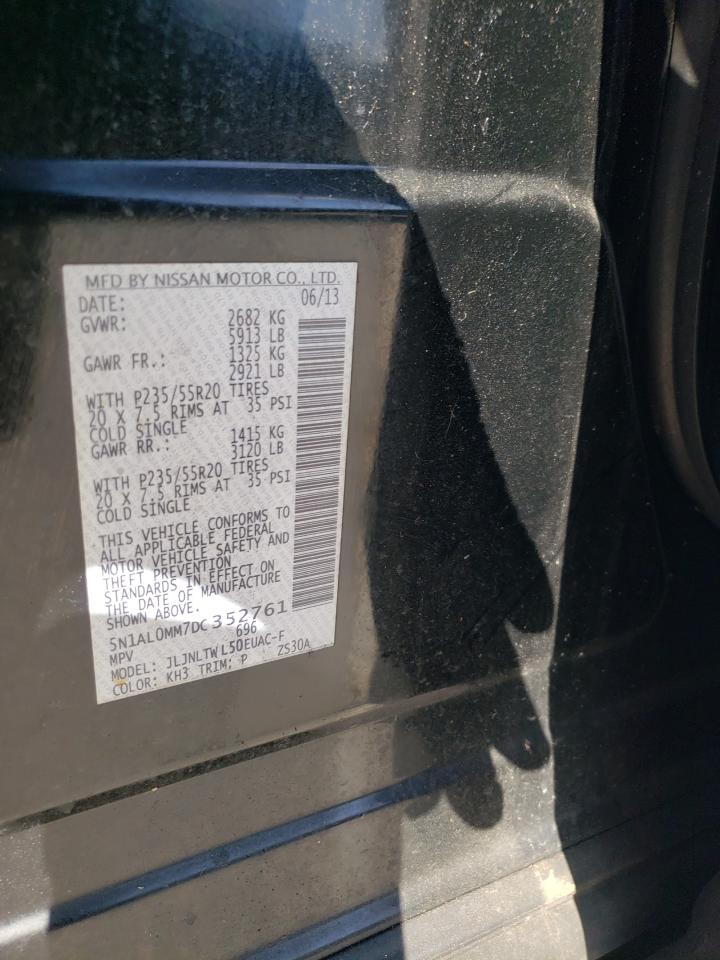 MFD BY NISSAN MOTOR CO., LTD.
DATE: 06/13
GVWR: 2682 KG
5913 LB
GAWR FR.: 1325 KG
2921 LB
WITH P235/55R20 TIRES
20 X 7.5 RIMS AT 35 PSI
COLD SINGLE
GAWR RR.: 1415 KG
3120 LB
WITH P235/55R20 TIRES
20 X 7.5 RIMS AT 35 PSI
COLD SINGLE
THIS VEHICLE CONFORMS TO
ALL APPLICABLE FEDERAL
MOTOR VEHICLE SAFETY AND
THEFT PREVENTION
STANDARDS IN EFFECT ON
THE DATE OF MANUFACTURE
SHOWN ABOVE.
5N1AL0MM7DC352761
MPV 696
MODEL: JLJNLTWL50EUAC-F
COLOR: KH3 TRIM: P ZS30A